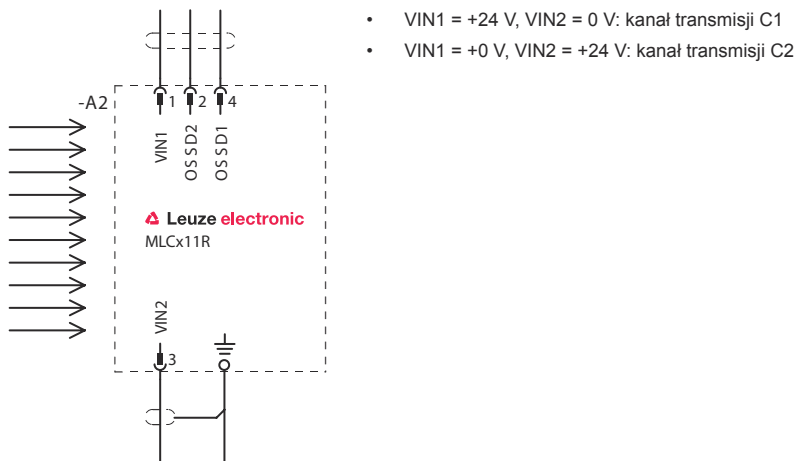 • VIN1 = +24 V, VIN2 = 0 V: kanał transmisji C1
• VIN1 = +0 V, VIN2 = +24 V: kanał transmisji C2
-A2
1 2 4
VIN1 OSSD2 OSSD1
Leuze electronic
MLCx11R
VIN2
3